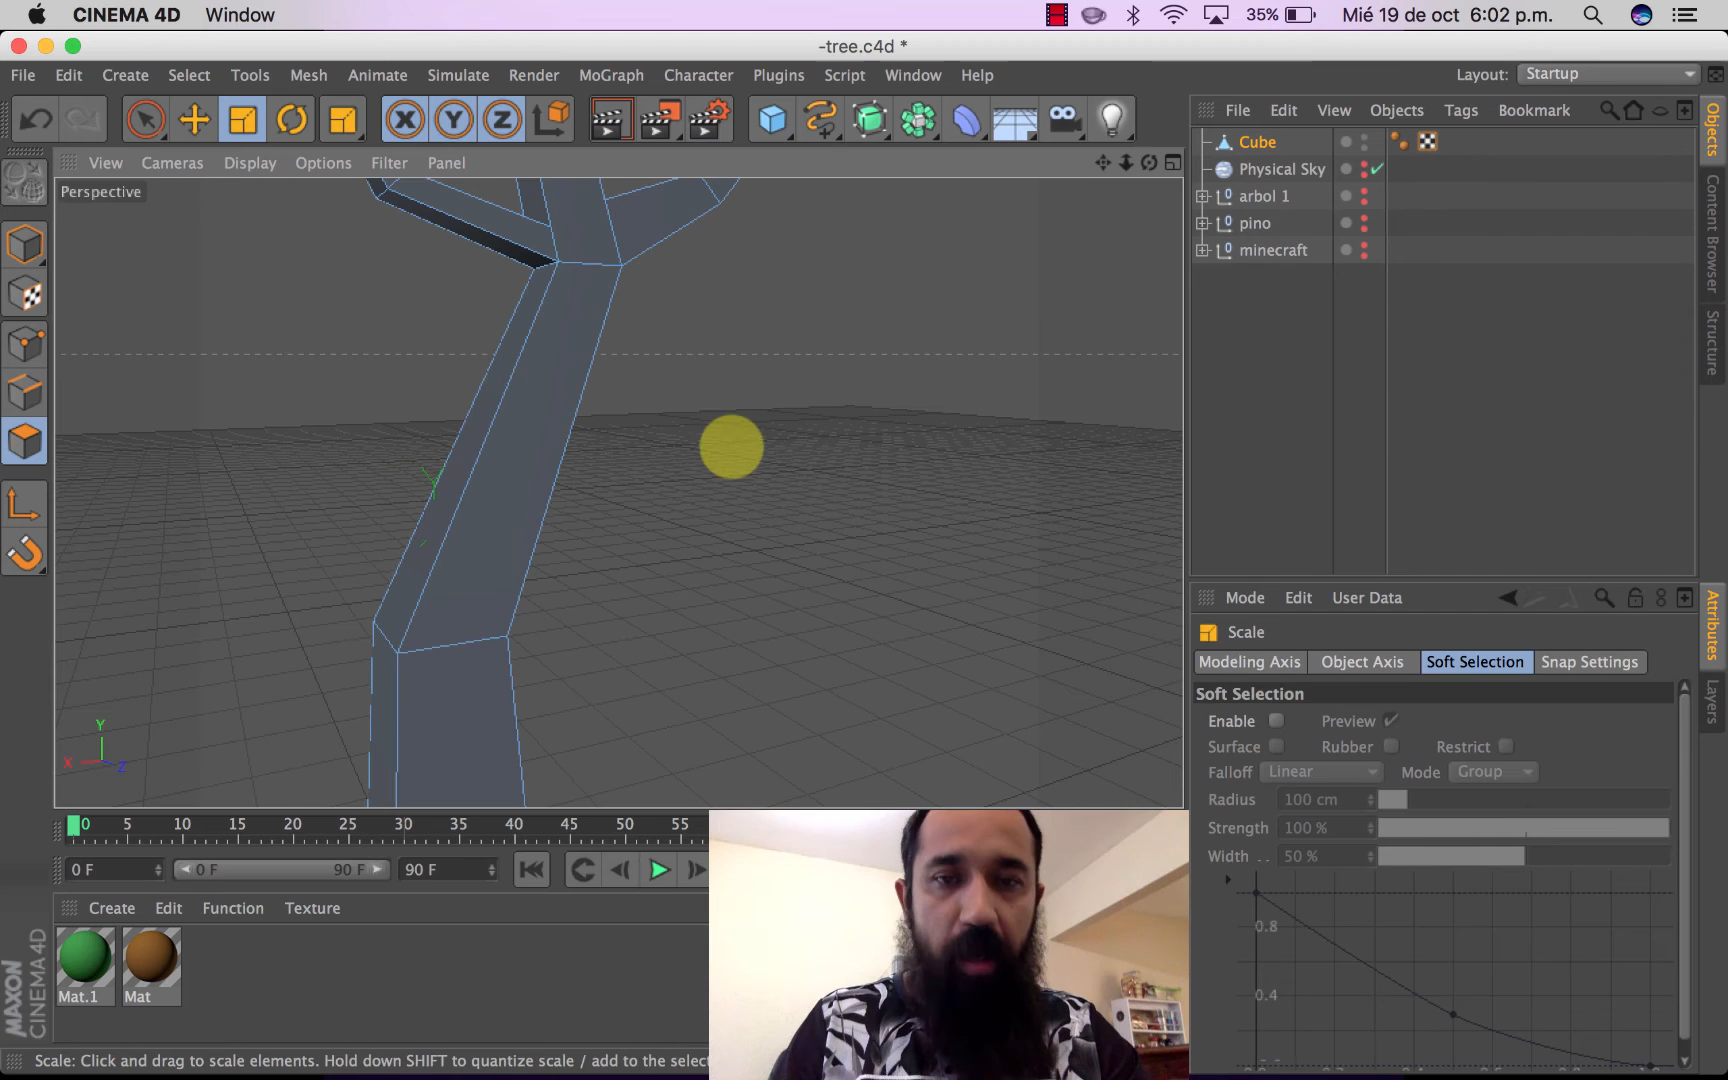 CINEMA 4D Window 35% Mié 19 de oct 6:02 p.m.
-tree.c4d *
File Edit Create Select Tools Mesh Animate Simulate Render MoGraph Character Plugins Script Window Help Layout: Startup
X Y Z
File Edit View Objects Tags Bookmark
View Cameras Display Options Filter Panel
Perspective
Cube
Physical Sky
arbol 1
pino
minecraft
Objects
Content Browser
Structure
Y
Y
X
Z
Mode Edit User Data
Scale
Modeling Axis Object Axis Soft Selection Snap Settings
Soft Selection
Enable Preview
Surface Rubber Restrict
Falloff Linear Mode Group
Radius 100 cm
Strength 100 %
Width . . 50 %
0.8
0.4
Attributes
Layers
0 5 10 15 20 25 30 35 40 45 50 55
0 F 0 F 90 F 90 F
Create Edit Function Texture
Mat.1 Mat
MAXON
CINEMA 4D
Scale: Click and drag to scale elements. Hold down SHIFT to quantize scale / add to the select